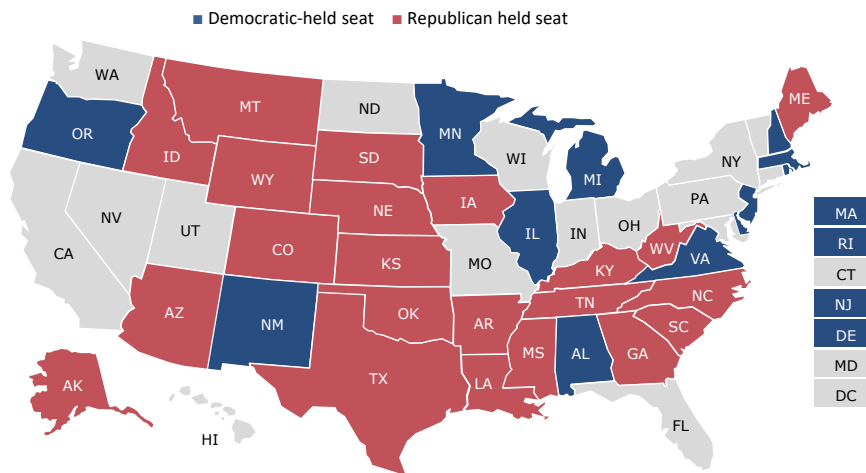 Democratic-held seat Republican held seat
WA
ME
MT
ND
OR
MN
ID
SD
WI
NY
WY
MI
IA
PA
NE
MA
NV
IL
IN
OH
RI
UT
CO
WV
CA
KS
MO
VA
CT
KY
NC
NJ
AZ
OK
TN
NM
AR
SC
DE
MS
AL
GA
MD
AK
TX
LA
DC
FL
HI